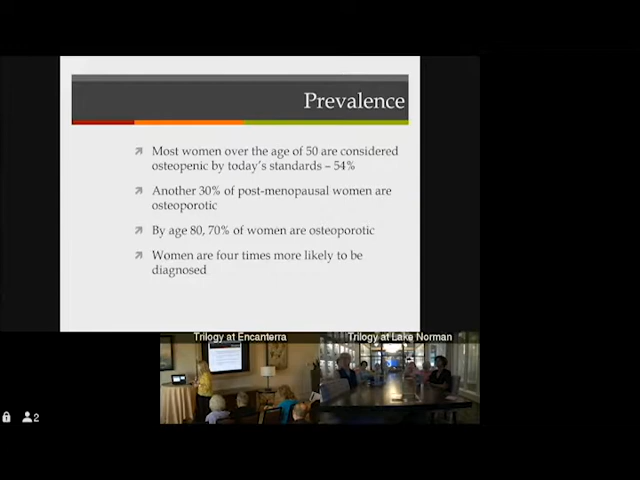 Prevalence
Most women over the age of 50 are considered
osteopenic by today's standards – 54%
Another 30% of post-menopausal women are
osteoporotic
By age 80, 70% of women are osteoporotic
Women are four times more likely to be
diagnosed
Trilogy at Encanterra
Trilogy at Lake Norman
2